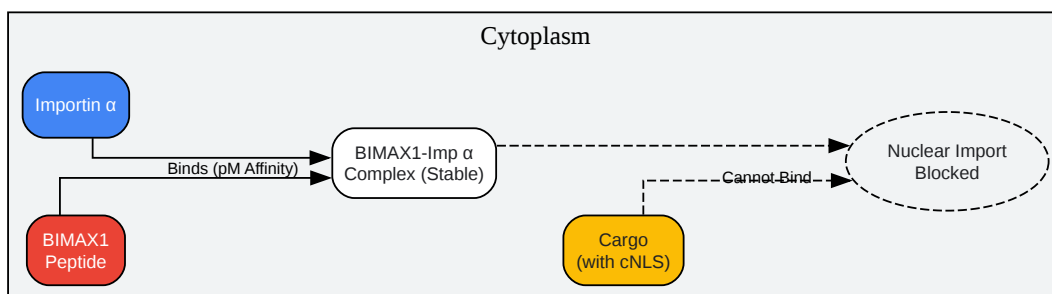 Cytoplasm
Importin α
Binds (pM Affinity)
BIMAX1
Peptide
BIMAX1-Imp α
Complex (Stable)
Cannot Bind
Cargo
(with cNLS)
Nuclear Import
Blocked